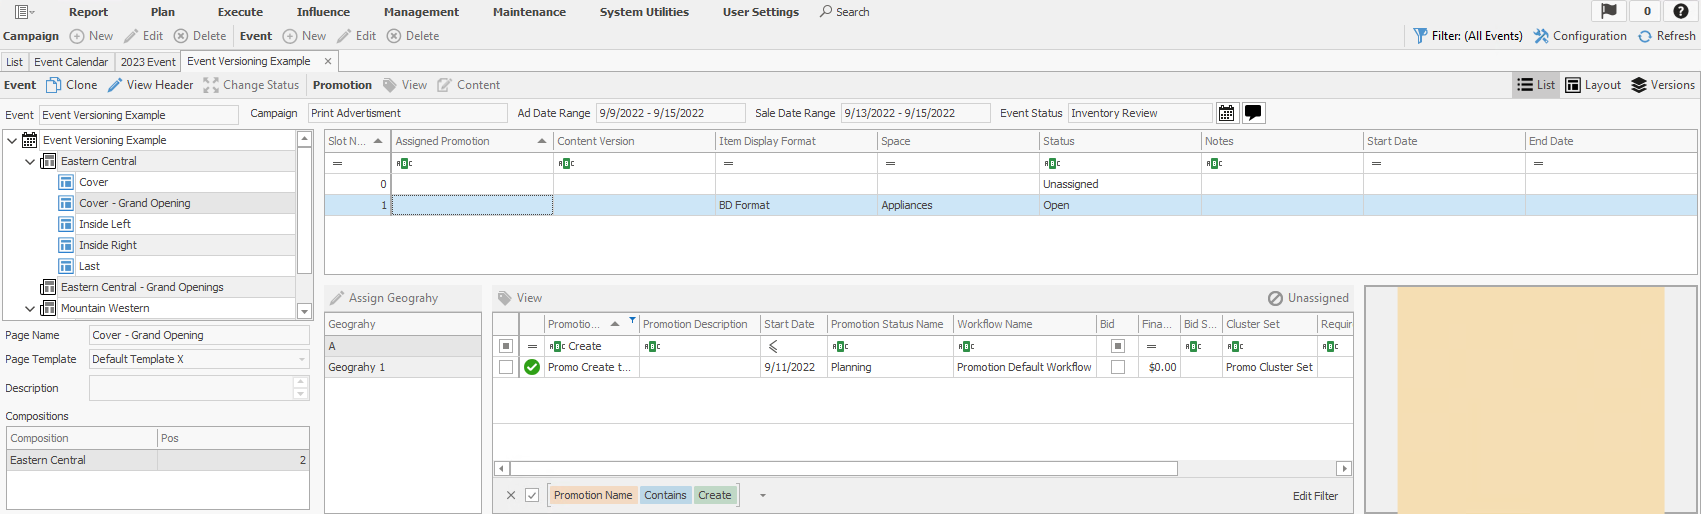 Report Plan Execute Influence Management Maintenance System Utilities User Settings Search 0 ?
Campaign New Edit Delete Event New Edit Delete Filter: (All Events) Configuration Refresh
List Event Calendar 2023 Event Event Versioning Example ×
Event Clone View Header Change Status Promotion View Content List Layout Versions
Event Event Versioning Example Campaign Print Advertisment Ad Date Range 9/9/2022 - 9/15/2022 Sale Date Range 9/13/2022 - 9/15/2022 Event Status Inventory Review
Event Versioning Example
Eastern Central
Cover
Cover - Grand Opening
Inside Left
Inside Right
Last
Eastern Central - Grand Openings
Mountain Western
Page Name Cover - Grand Opening
Page Template Default Template X
Description
Compositions
Composition Pos
Eastern Central 2
Slot N... Assigned Promotion Content Version Item Display Format Space Status Notes Start Date End Date
= ABC ABC ABC = ABC ABC = =
0 Unassigned
1 BD Format Appliances Open
Assign Geograhy
Geograhy
A
Geograhy 1
View Unassigned
Promotio... Promotion Description Start Date Promotion Status Name Workflow Name Bid Fina... Bid S... Cluster Set Requir
= ABC Create ABC ≤ ABC ABC = ABC ABC ABC
Promo Create t... 9/11/2022 Planning Promotion Default Workflow $0.00 Promo Cluster Set
× Promotion Name Contains Create Edit Filter